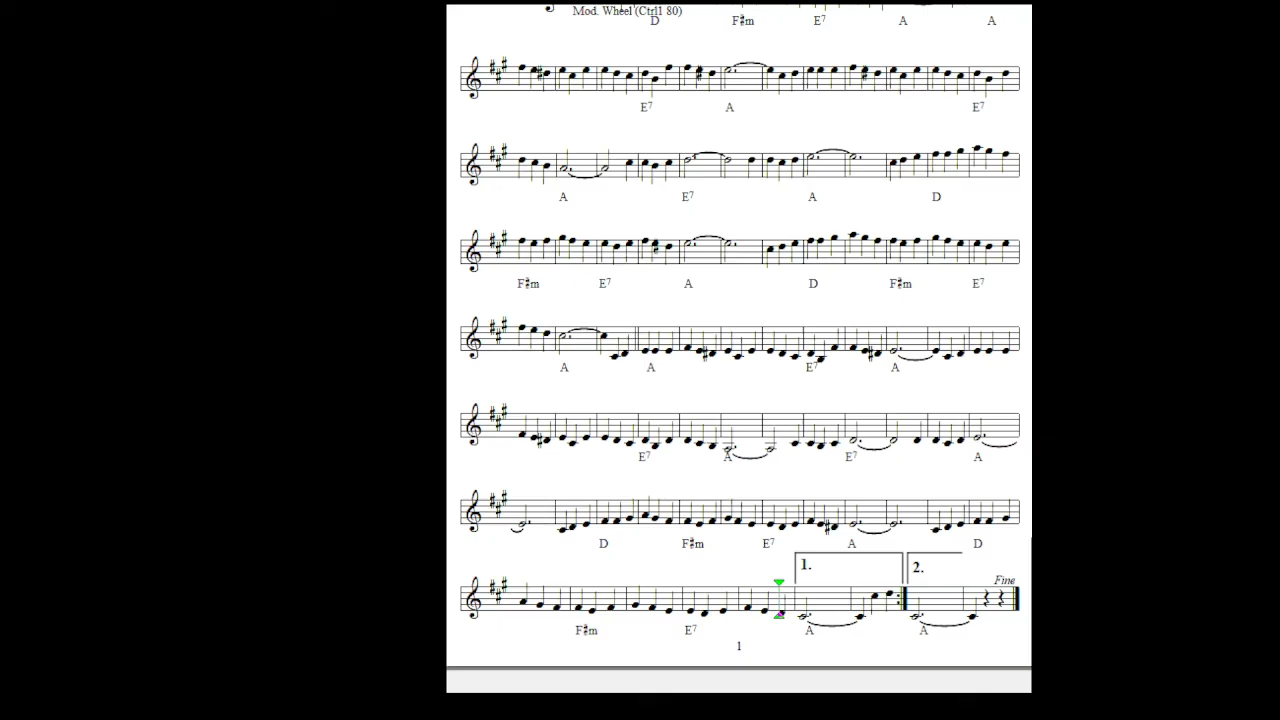 Mod. Wheel (Ctrl1 80)
D F#m E7 A A
E7 A E7
A E7 A D
F#m E7 A D F#m E7
A A E7 A
E7 A E7 A
D F#m E7 A D
1. 2. Fine
F#m E7 A A
1